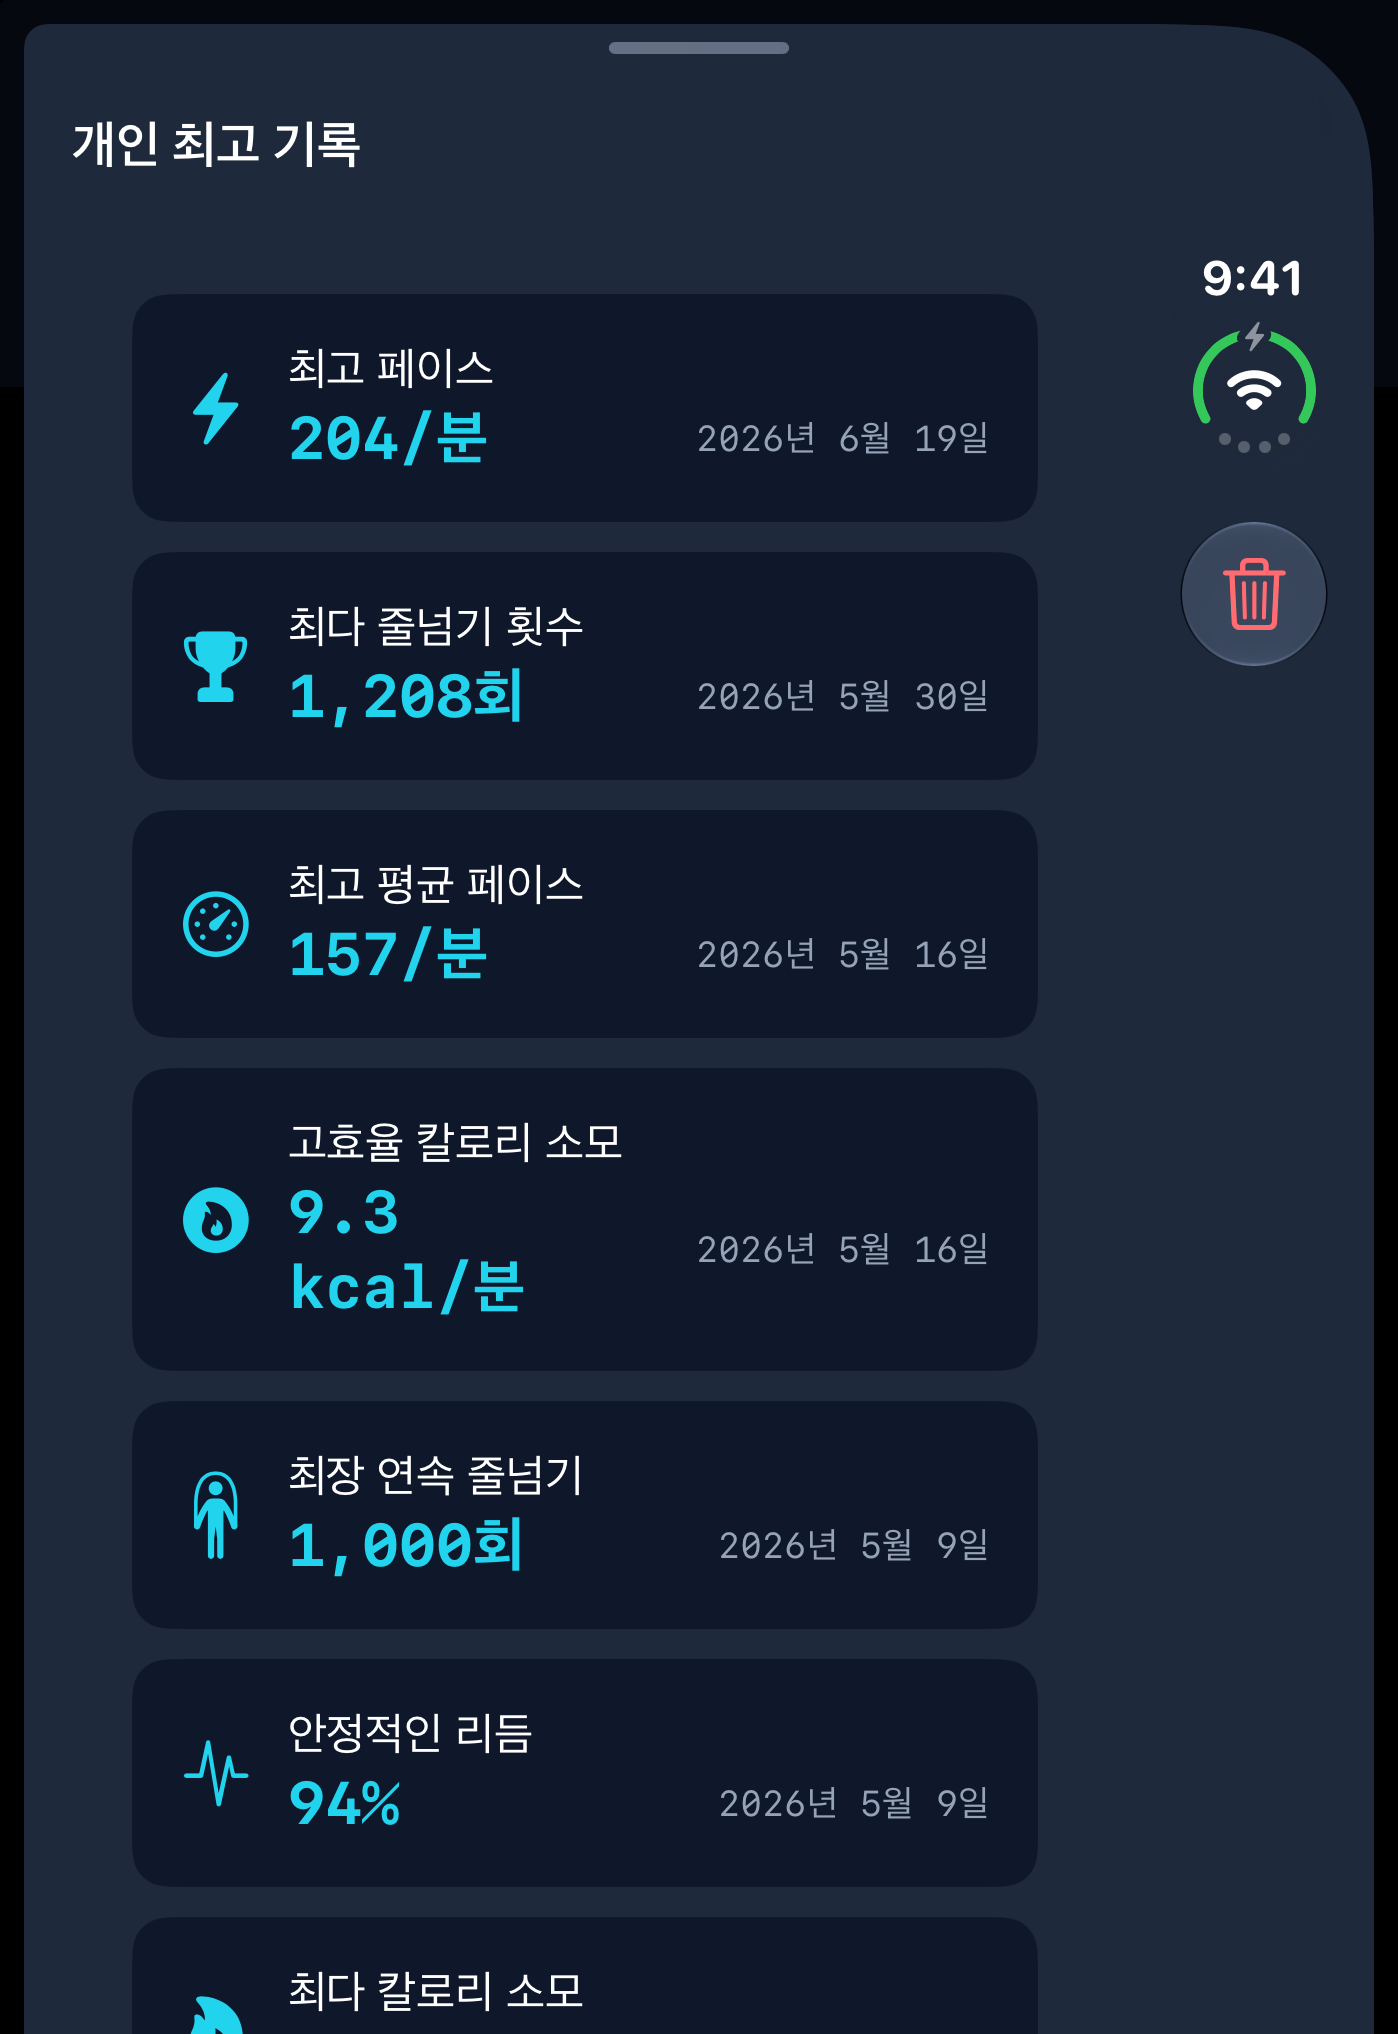 개인 최고 기록
9:41
최고 페이스
204/분
2026년 6월 19일
최다 줄넘기 횟수
1,208회
2026년 5월 30일
최고 평균 페이스
157/분
2026년 5월 16일
고효율 칼로리 소모
9.3
kcal/분
2026년 5월 16일
최장 연속 줄넘기
1,000회
2026년 5월 9일
안정적인 리듬
94%
2026년 5월 9일
최다 칼로리 소모